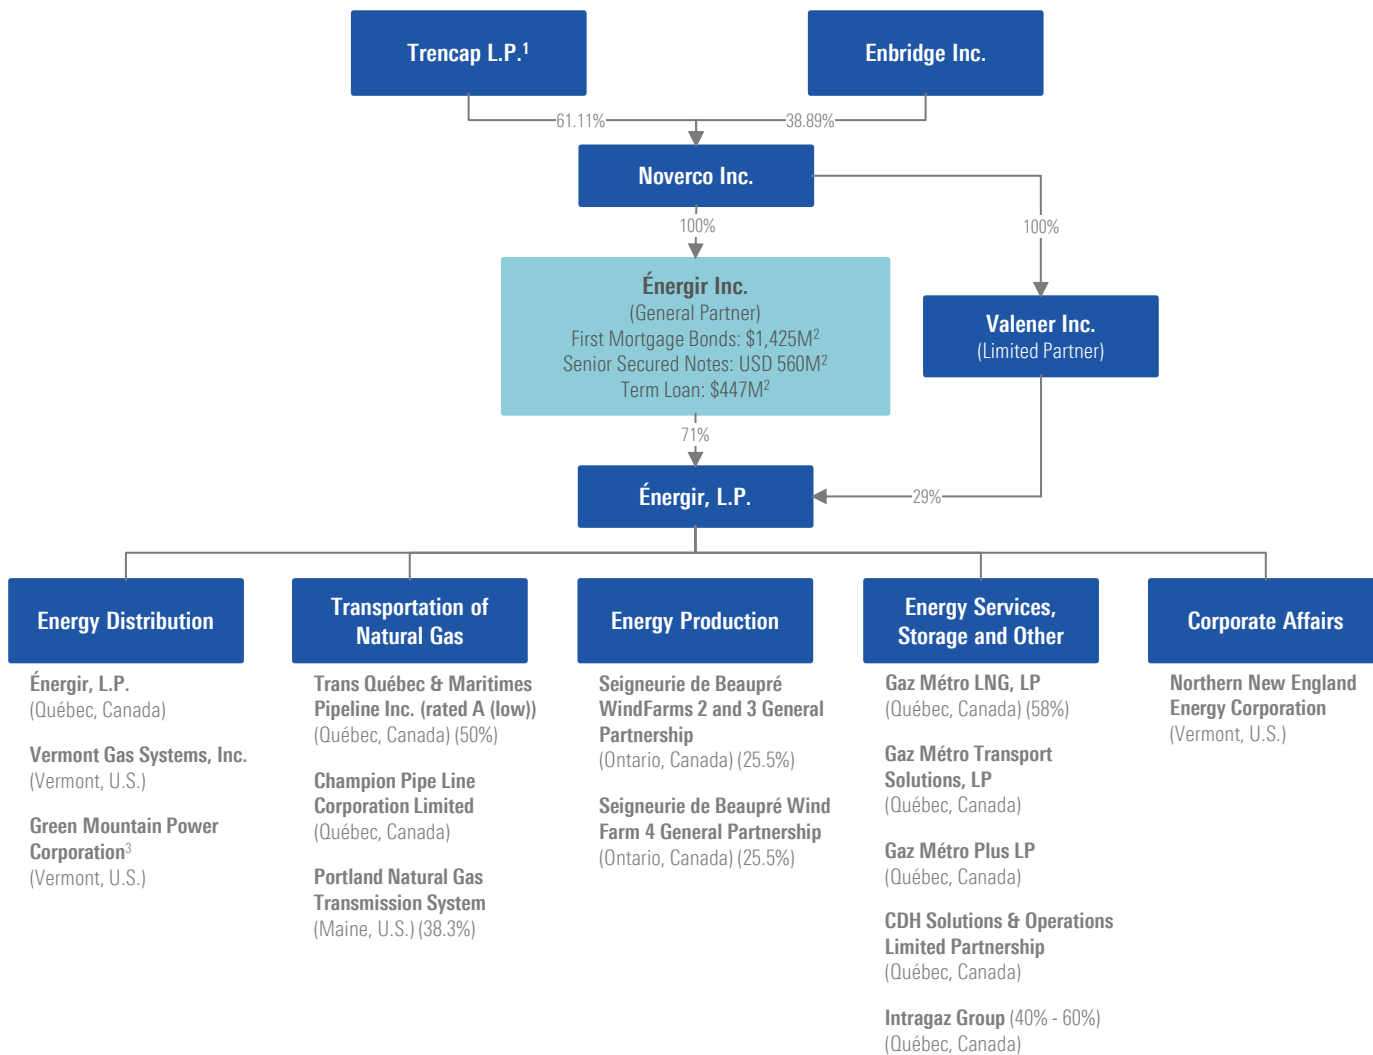 Trencap L.P.¹
Enbridge Inc.
61.11%
38.89%
Noverco Inc.
100%
100%
Énergir Inc.
(General Partner)
First Mortgage Bonds: $1,425M²
Senior Secured Notes: USD 560M²
Term Loan: $447M²
Valener Inc.
(Limited Partner)
71%
Énergir, L.P.
29%
Energy Distribution
Transportation of
Natural Gas
Energy Production
Energy Services,
Storage and Other
Corporate Affairs
Énergir, L.P.
(Québec, Canada)
Vermont Gas Systems, Inc.
(Vermont, U.S.)
Green Mountain Power
Corporation³
(Vermont, U.S.)
Trans Québec & Maritimes
Pipeline Inc. (rated A (low))
(Québec, Canada) (50%)
Champion Pipe Line
Corporation Limited
(Québec, Canada)
Portland Natural Gas
Transmission System
(Maine, U.S.) (38.3%)
Seigneurie de Beaupré
WindFarms 2 and 3 General
Partnership
(Ontario, Canada) (25.5%)
Seigneurie de Beaupré Wind
Farm 4 General Partnership
(Ontario, Canada) (25.5%)
Gaz Métro LNG, LP
(Québec, Canada) (58%)
Gaz Métro Transport
Solutions, LP
(Québec, Canada)
Gaz Métro Plus LP
(Québec, Canada)
CDH Solutions & Operations
Limited Partnership
(Québec, Canada)
Intragaz Group (40% - 60%)
(Québec, Canada)
Northern New England
Energy Corporation
(Vermont, U.S.)